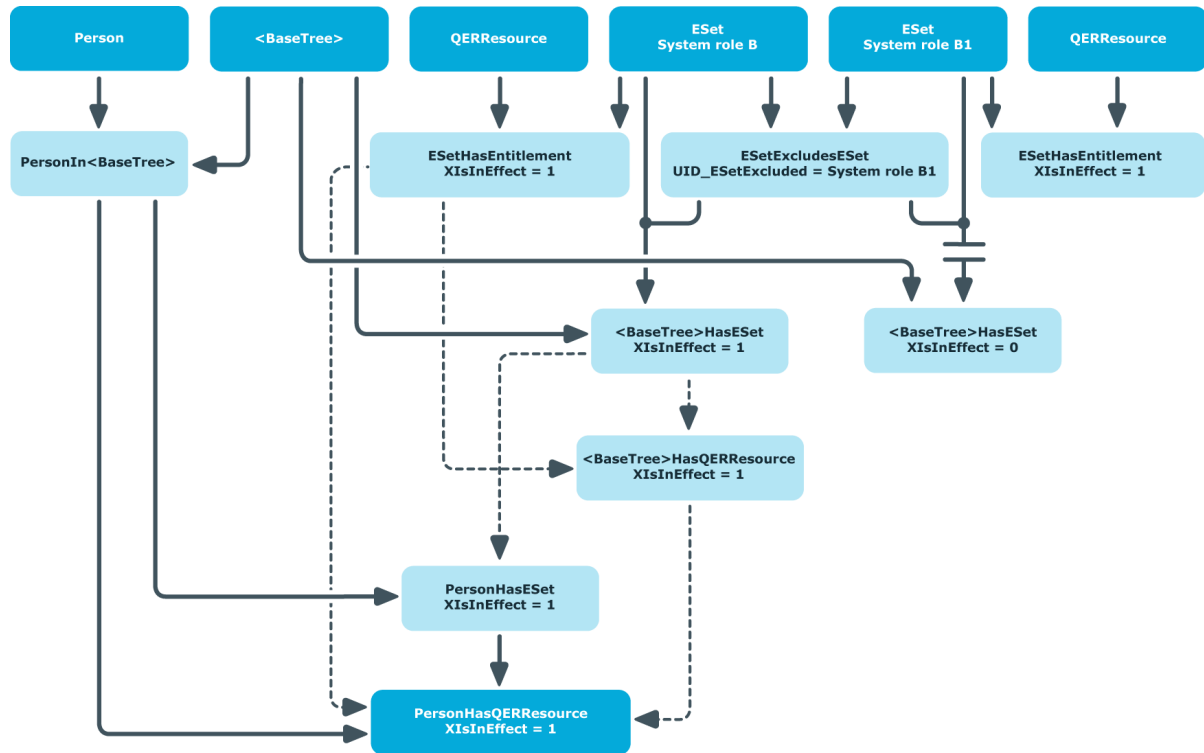 Person
<BaseTree>
QERResource
ESet
System role B
ESet
System role B1
QERResource
PersonIn<BaseTree>
ESetHasEntitlement
XIsInEffect = 1
ESetExcludesESet
UID_ESetExcluded = System role B1
ESetHasEntitlement
XIsInEffect = 1
<BaseTree>HasESet
XIsInEffect = 1
<BaseTree>HasESet
XIsInEffect = 0
<BaseTree>HasQERResource
XIsInEffect = 1
PersonHasESet
XIsInEffect = 1
PersonHasQERResource
XIsInEffect = 1